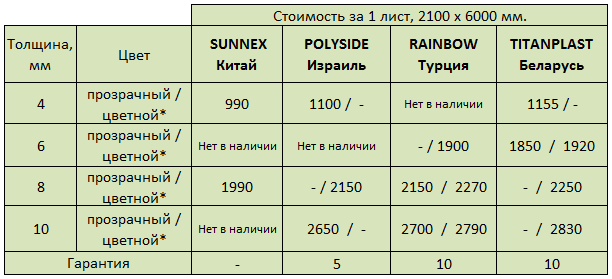 Стоимость за 1 лист, 2100 х 6000 мм.
Толщина, мм Цвет SUNNEX Китай POLYSIDE Израиль RAINBOW Турция TITANPLAST Беларусь
4 прозрачный / цветной* 990 1100 / - Нет в наличии 1155 / -
6 прозрачный / цветной* Нет в наличии Нет в наличии - / 1900 1850 / 1920
8 прозрачный / цветной* 1990 - / 2150 2150 / 2270 - / 2250
10 прозрачный / цветной* Нет в наличии 2650 / - 2700 / 2790 - / 2830
Гарантия - 5 10 10